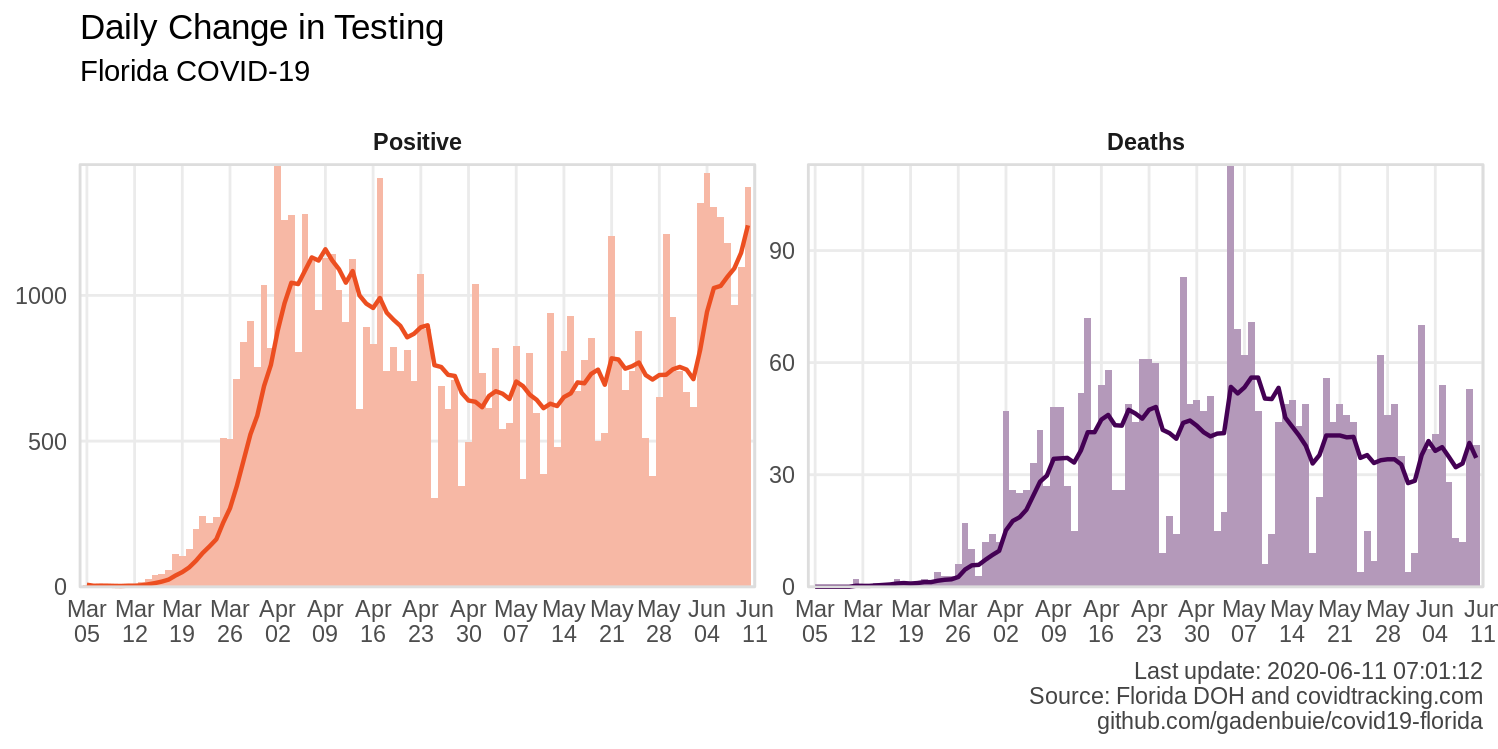 Daily Change in Testing
Florida COVID-19
Positive
1000
500
0
Mar Mar Mar Mar Apr Apr Apr Apr Apr May May May May Jun Jun
05 12 19 26 02 09 16 23 30 07 14 21 28 04 11
Deaths
90
60
30
0
Mar Mar Mar Mar Apr Apr Apr Apr Apr May May May May Jun Jun
05 12 19 26 02 09 16 23 30 07 14 21 28 04 11
Last update: 2020-06-11 07:01:12
Source: Florida DOH and covidtracking.com
github.com/gadenbuie/covid19-florida